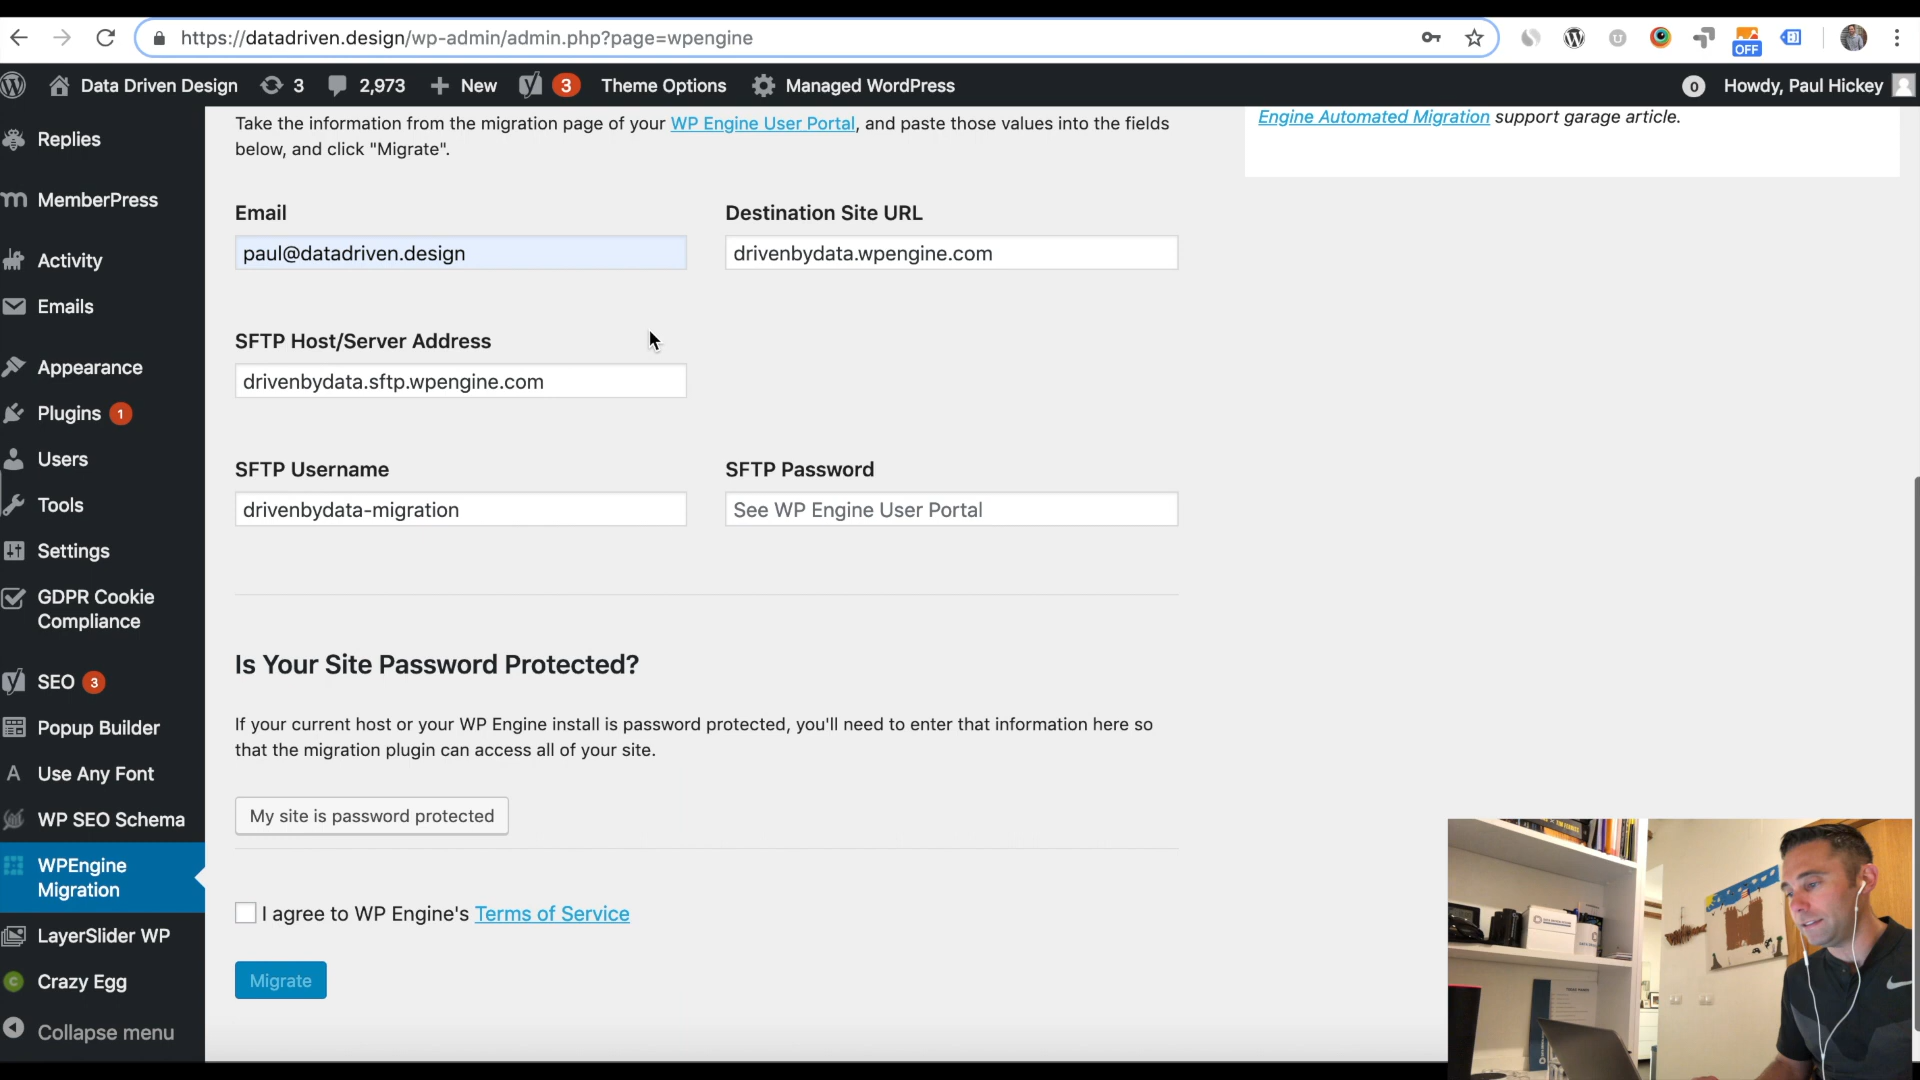 https://datadriven.design/wp-admin/admin.php?page=wpengine
OFF
Data Driven Design
3
2,973
New
3
Theme Options
Managed WordPress
0
Howdy, Paul Hickey
Replies
MemberPress
Activity
Emails
Appearance
Plugins 1
Users
Tools
Settings
GDPR Cookie
Compliance
SEO 3
Popup Builder
Use Any Font
WP SEO Schema
WPEngine
Migration
LayerSlider WP
Crazy Egg
Collapse menu
Take the information from the migration page of your WP Engine User Portal, and paste those values into the fields
below, and click "Migrate".
Email
paul@datadriven.design
Destination Site URL
drivenbydata.wpengine.com
SFTP Host/Server Address
drivenbydata.sftp.wpengine.com
SFTP Username
drivenbydata-migration
SFTP Password
See WP Engine User Portal
Is Your Site Password Protected?
If your current host or your WP Engine install is password protected, you'll need to enter that information here so
that the migration plugin can access all of your site.
My site is password protected
I agree to WP Engine's Terms of Service
Migrate
Engine Automated Migration support garage article.